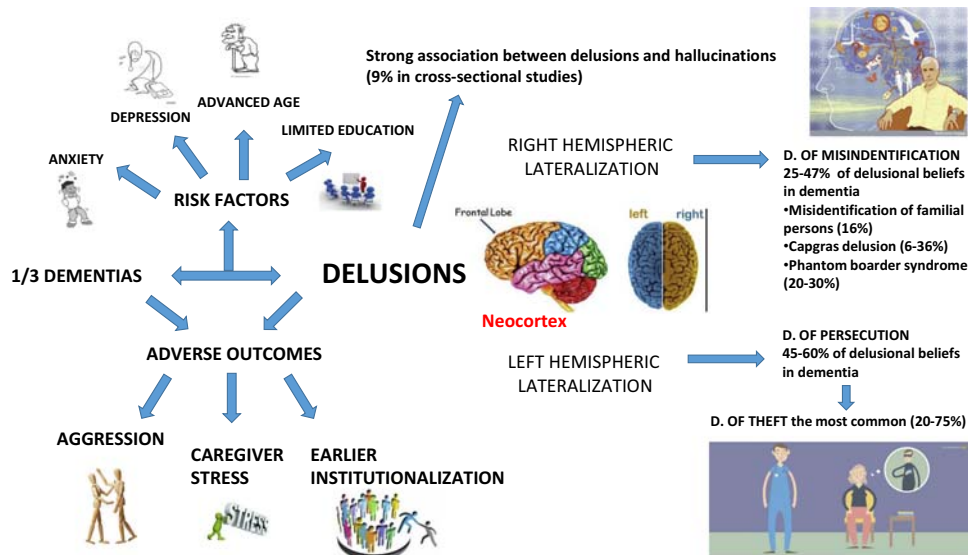 Strong association between delusions and hallucinations
(9% in cross-sectional studies)
ADVANCED AGE
DEPRESSION
LIMITED EDUCATION
ANXIETY
RISK FACTORS
RIGHT HEMISPHERIC
LATERALIZATION
D. OF MISIDENTIFICATION
25-47% of delusional beliefs
in dementia
•Misidentification of familial
persons (16%)
•Capgras delusion (6-36%)
•Phantom boarder syndrome
(20-30%)
Frontal Lobe
left right
1/3 DEMENTIAS
DELUSIONS
Neocortex
ADVERSE OUTCOMES
LEFT HEMISPHERIC
LATERALIZATION
D. OF PERSECUTION
45-60% of delusional beliefs
in dementia
D. OF THEFT the most common (20-75%)
AGGRESSION
CAREGIVER
STRESS
EARLIER
INSTITUTIONALIZATION
STRESS